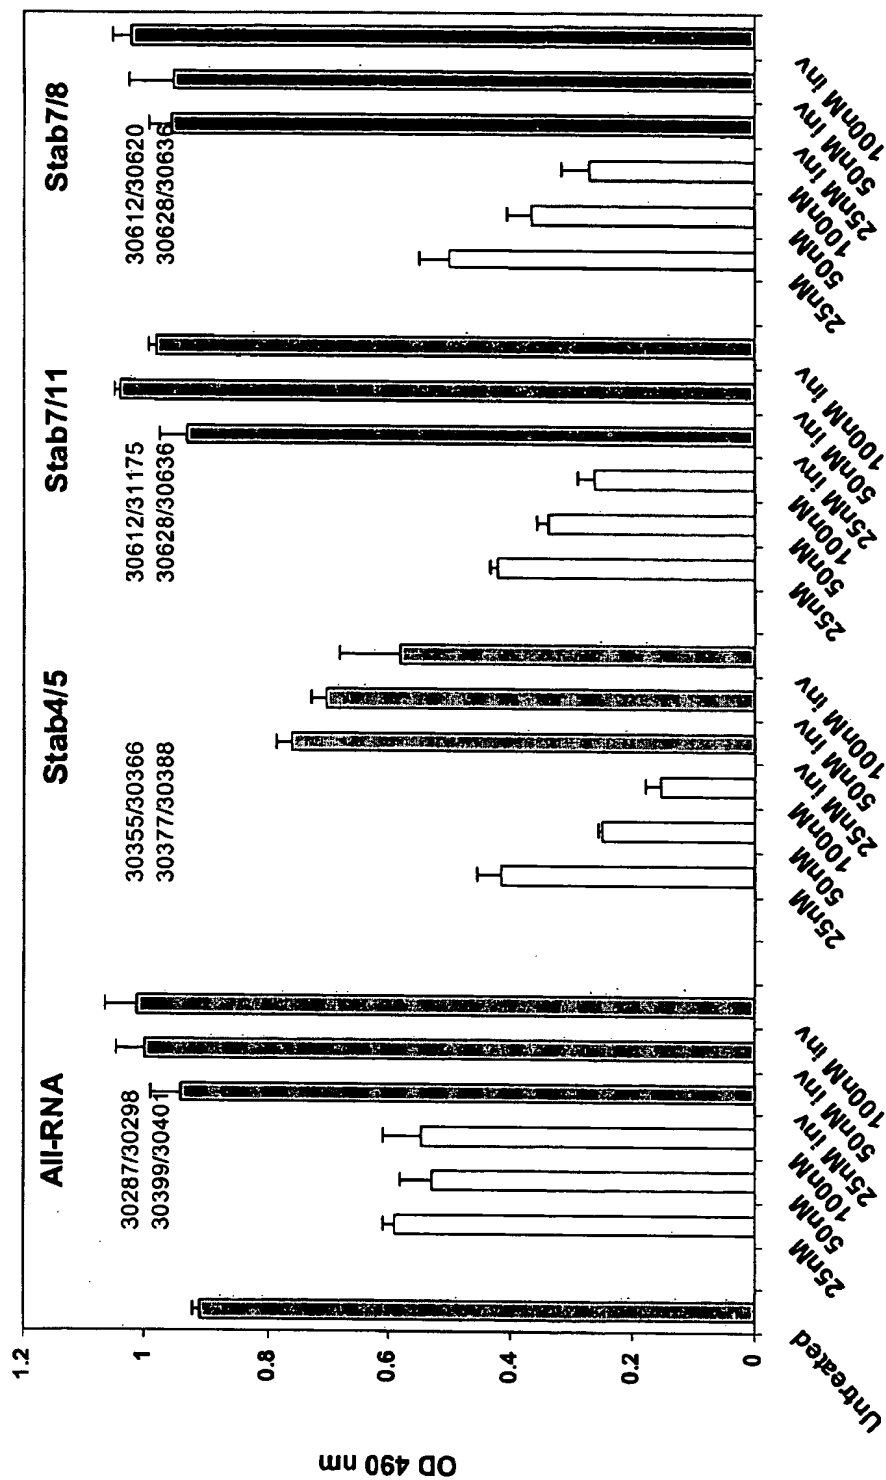 All-RNA
Stab4/5
Stab7/11
Stab7/8
30287/30298
30399/30401
30355/30366
30377/30388
30612/31175
30628/30636
30612/30620
30628/30636
OD 490 nm
1.2
1
0.8
0.6
0.4
0.2
0
Untreated
25nM
50nM
100nM
25nM inv
50nM inv
100nM inv
25nM
50nM
100nM
25nM inv
50nM inv
100nM inv
25nM
50nM
100nM
25nM inv
50nM inv
100nM inv
25nM
50nM
100nM
25nM inv
50nM inv
100nM inv